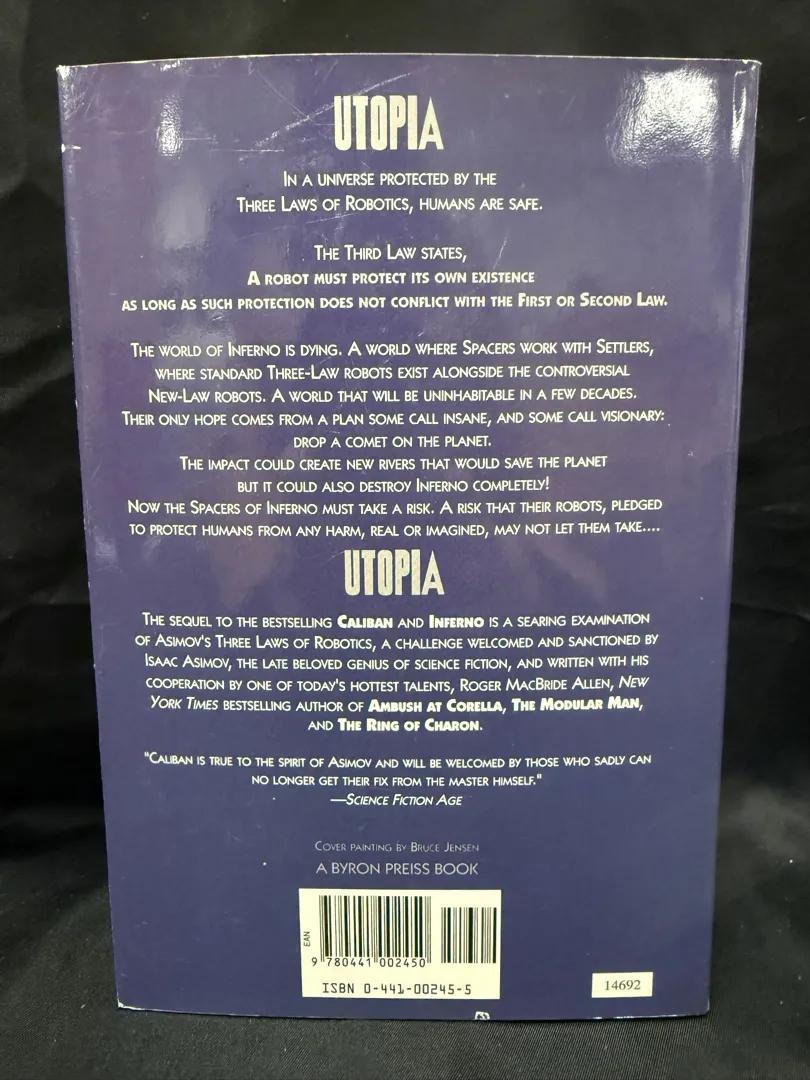 UTOPIA
IN A UNIVERSE PROTECTED BY THE
THREE LAWS OF ROBOTICS, HUMANS ARE SAFE.
THE THIRD LAW STATES,
A ROBOT MUST PROTECT ITS OWN EXISTENCE
AS LONG AS SUCH PROTECTION DOES NOT CONFLICT WITH THE FIRST OR SECOND LAW.
THE WORLD OF INFERNO IS DYING. A WORLD WHERE SPACERS WORK WITH SETTLERS,
WHERE STANDARD THREE-LAW ROBOTS EXIST ALONGSIDE THE CONTROVERSIAL
NEW-LAW ROBOTS. A WORLD THAT WILL BE UNINHABITABLE IN A FEW DECADES.
THEIR ONLY HOPE COMES FROM A PLAN SOME CALL INSANE, AND SOME CALL VISIONARY:
DROP A COMET ON THE PLANET.
THE IMPACT COULD CREATE NEW RIVERS THAT WOULD SAVE THE PLANET
BUT IT COULD ALSO DESTROY INFERNO COMPLETELY!
NOW THE SPACERS OF INFERNO MUST TAKE A RISK. A RISK THAT THEIR ROBOTS, PLEDGED
TO PROTECT HUMANS FROM ANY HARM, REAL OR IMAGINED, MAY NOT LET THEM TAKE....
UTOPIA
THE SEQUEL TO THE BESTSELLING CALIBAN AND INFERNO IS A SEARING EXAMINATION
OF ASIMOV'S THREE LAWS OF ROBOTICS, A CHALLENGE WELCOMED AND SANCTIONED BY
ISAAC ASIMOV, THE LATE BELOVED GENIUS OF SCIENCE FICTION, AND WRITTEN WITH HIS
COOPERATION BY ONE OF TODAY'S HOTTEST TALENTS, ROGER MACBRIDE ALLEN, NEW
YORK TIMES BESTSELLING AUTHOR OF AMBUSH AT CORELLA, THE MODULAR MAN,
AND THE RING OF CHARON.
"CALIBAN IS TRUE TO THE SPIRIT OF ASIMOV AND WILL BE WELCOMED BY THOSE WHO SADLY CAN
NO LONGER GET THEIR FIX FROM THE MASTER HIMSELF."
—SCIENCE FICTION AGE
COVER PAINTING BY BRUCE JENSEN
A BYRON PREISS BOOK
EAN
9 780441 002450
ISBN 0-441-00245-5
14692